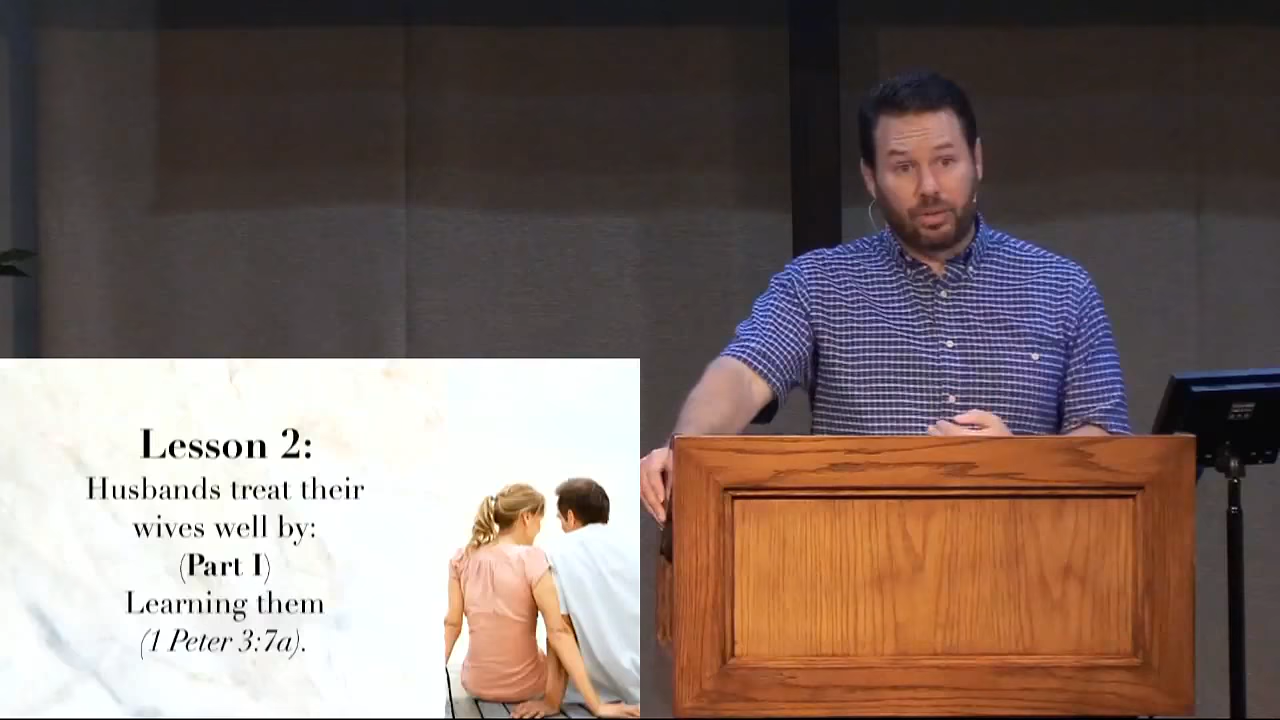 Lesson 2:
Husbands treat their
wives well by:
(Part I)
Learning them
(1 Peter 3:7a).